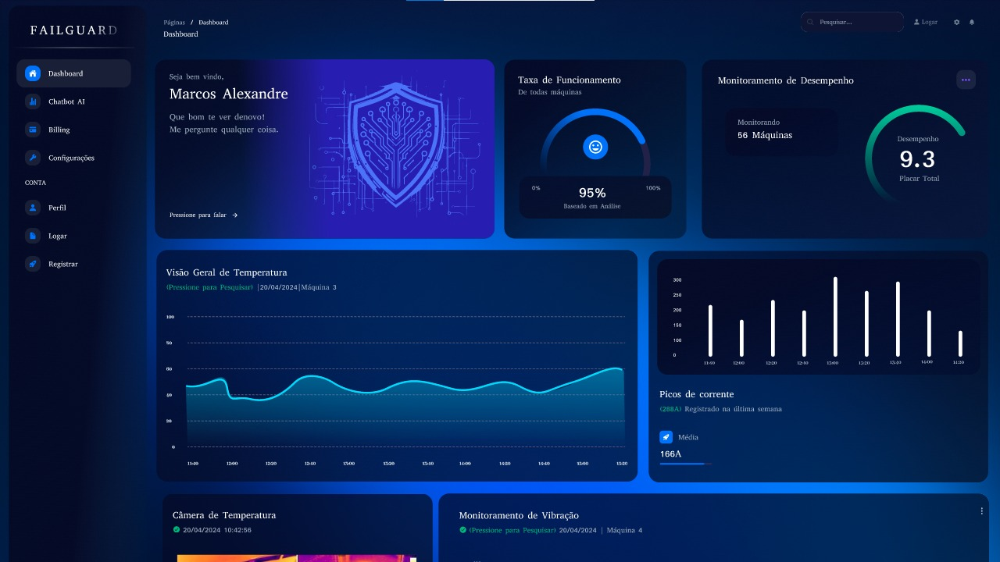 FAILGUARD
Dashboard
Chatbot AI
Billing
Configurações
CONTA
Perfil
Logar
Registrar
Páginas / Dashboard
Dashboard
Pesquisar...
Logar
Seja bem vindo,
Marcos Alexandre
Que bom te ver denovo!
Me pergunte qualquer coisa.
Pressione para falar
Taxa de Funcionamento
De todas máquinas
0%
95%
100%
Baseado em Análise
Monitoramento de Desempenho
Monitorando
56 Máquinas
Desempenho
9.3
Placar Total
Visão Geral de Temperatura
(Pressione para Pesquisar) |20/04/2024|Máquina 3
100
80
60
40
20
0
11:40 12:00 12:20 12:40 13:00 13:20 13:40 14:00 14:20 14:40 15:00 15:20
300
250
200
150
100
0
11:40 12:00 12:20 12:40 13:00 13:20 13:40 14:00 14:20
Picos de corrente
(288A) Registrado na última semana
Média
166A
Câmera de Temperatura
20/04/2024 10:42:56
Monitoramento de Vibração
(Pressione para Pesquisar) 20/04/2024 | Máquina 4